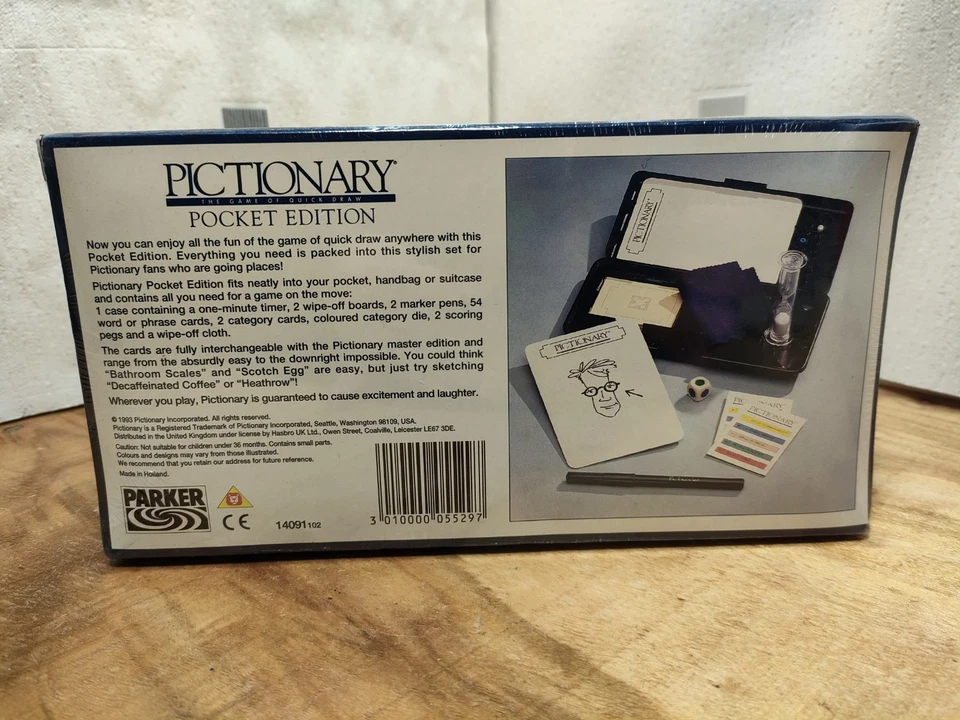 PICTIONARY®
THE GAME OF QUICK DRAW
POCKET EDITION
Now you can enjoy all the fun of the game of quick draw anywhere with this
Pocket Edition. Everything you need is packed into this stylish set for
Pictionary fans who are going places!
Pictionary Pocket Edition fits neatly into your pocket, handbag or suitcase
and contains all you need for a game on the move:
1 case containing a one-minute timer, 2 wipe-off boards, 2 marker pens, 54
word or phrase cards, 2 category cards, coloured category die, 2 scoring
pegs and a wipe-off cloth.
The cards are fully interchangeable with the Pictionary master edition and
range from the absurdly easy to the downright impossible. You could think
"Bathroom Scales" and "Scotch Egg" are easy, but just try sketching
"Decaffeinated Coffee" or "Heathrow"!
Wherever you play, Pictionary is guaranteed to cause excitement and laughter.
© 1993 Pictionary Incorporated. All rights reserved.
Pictionary is a Registered Trademark of Pictionary Incorporated, Seattle, Washington 98109, USA.
Distributed in the United Kingdom under license by Hasbro UK Ltd., Owen Street, Coalville, Leicester LE67 3DE.
Caution: Not suitable for children under 36 months. Contains small parts.
Colours and designs may vary from those illustrated.
We recommend that you retain our address for future reference.
Made in Holland.
PARKER
CE
14091 102
3 010000 055297
PICTIONARY
PICTIONARY
PICTIONARY